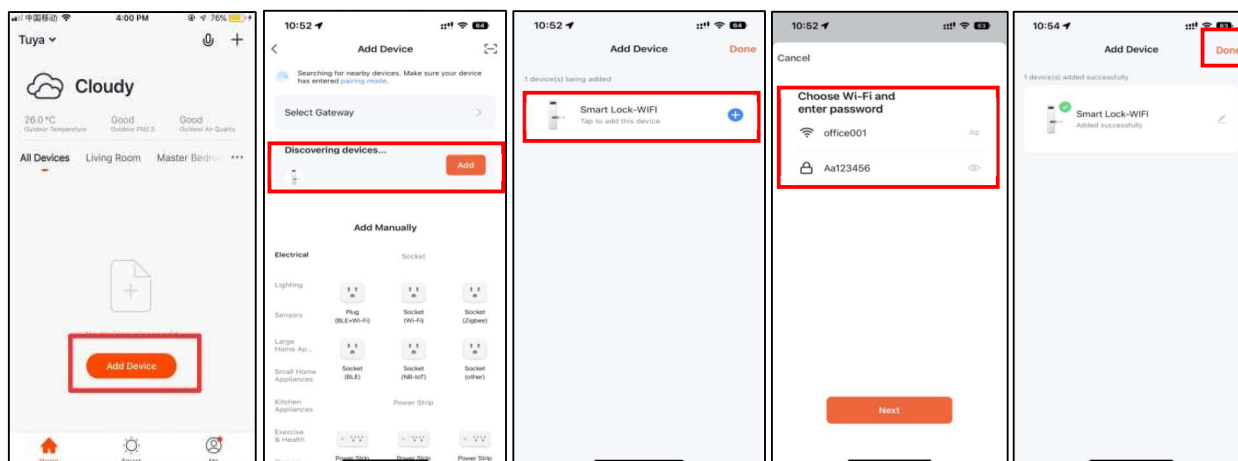 中国移动
4:00 PM
76%
Tuya
Cloudy
26.0°C
Good
Good
Outdoor Temperature
Outdoor PM2.5
Outdoor Air Quality
All Devices
Living Room
Master Bedro
Add Device
10:52
64
Add Device
Searching for nearby devices. Make sure your device
has entered pairing mode.
Select Gateway
Discovering devices...
Add
Add Manually
Electrical
Socket
Lighting
Sensors
Plug
(BLE+Wi-Fi)
Socket
(Wi-Fi)
Socket
(Zigbee)
Large
Home Ap...
Small Home
Appliances
Socket
(BLE)
Socket
(NB-IoT)
Socket
(other)
Kitchen
Appliances
Power Strip
Exercise
& Health
Power Strip
Power Strip
Power Strip
10:52
64
Add Device
Done
1 device(s) being added
Smart Lock-WIFI
Tap to add this device
10:52
63
Cancel
Choose Wi-Fi and
enter password
office001
Aa123456
Next
10:54
63
Add Device
Done
1 device(s) added successfully
Smart Lock-WIFI
Added successfully